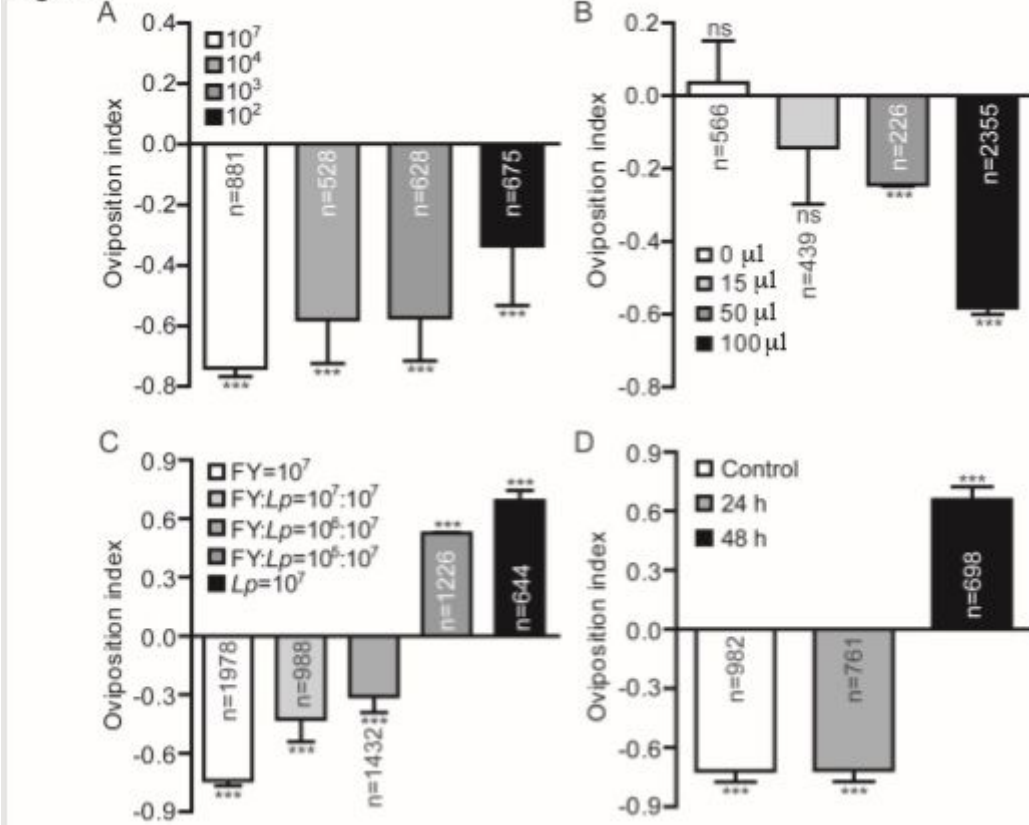 A
Oviposition index
0.4
0.2
0.0
-0.2
-0.4
-0.6
-0.8
10⁷
10⁴
10³
10²
n=881
n=528
n=628
n=675
***
***
***
***
B
Oviposition index
0.2
0.0
-0.2
-0.4
-0.6
-0.8
ns
n=566
ns
n=439
n=226
***
n=2355
***
0 µl
15 µl
50 µl
100 µl
C
Oviposition index
0.9
0.6
0.3
0.0
-0.3
-0.6
-0.9
FY=10⁷
FY:Lp=10⁷:10⁷
FY:Lp=10⁶:10⁷
FY:Lp=10⁵:10⁷
Lp=10⁷
n=1978
***
n=988
***
***
n=1432
***
n=1226
***
n=644
D
Oviposition index
0.9
0.6
0.3
0.0
-0.3
-0.6
-0.9
Control
24 h
48 h
n=982
***
n=761
***
***
n=698